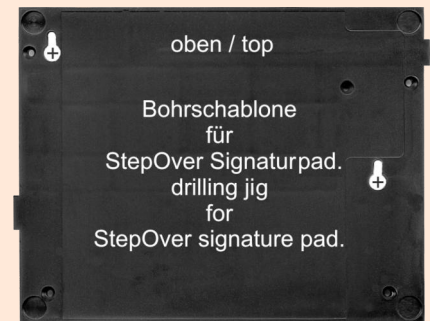 oben / top
Bohrschablone
für
StepOver Signaturpad.
drilling jig
for
StepOver signature pad.